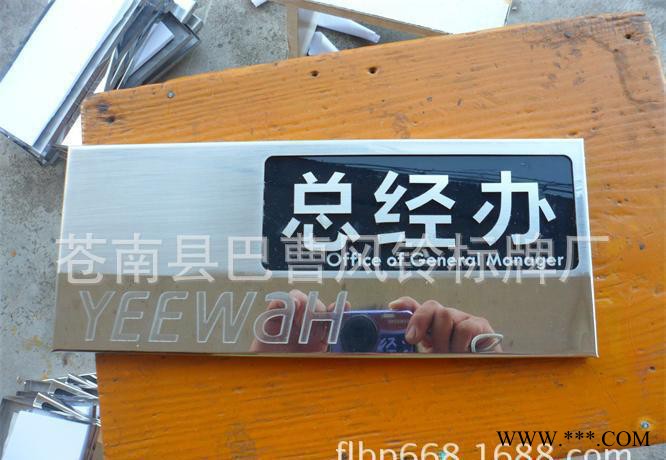 总经办
Office of General Manager
苍南县巴曹风铃标牌厂
YEEWaH
flbp668.1688.com
www.***.com